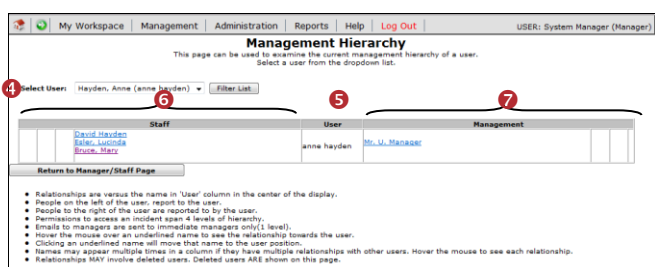 My Workspace Management Administration Reports Help Log Out USER: System Manager (Manager)
Management Hierarchy
This page can be used to examine the current management hierarchy of a user.
Select a user from the dropdown list.
4 Select User: Hayden, Anne (anne hayden) Filter List
6 5 7
Staff User Management
David Hayden
Esler, Lucinda
Bruce, Mary
anne hayden
Mr. U. Manager
Return to Manager/Staff Page
• Relationships are versus the name in 'User' column in the center of the display.
• People on the left of the user, report to the user.
• People to the right of the user are reported to by the user.
• Permissions to access an incident span 4 levels of hierarchy.
• Emails to managers are sent to immediate managers only(1 level).
• Hover the mouse over an underlined name to see the relationship towards the user.
• Clicking an underlined name will move that name to the user position.
• Names may appear multiple times in a column if they have multiple relationships with other users. Hover the mouse to see each relationship.
• Relationships MAY involve deleted users. Deleted users ARE shown on this page.